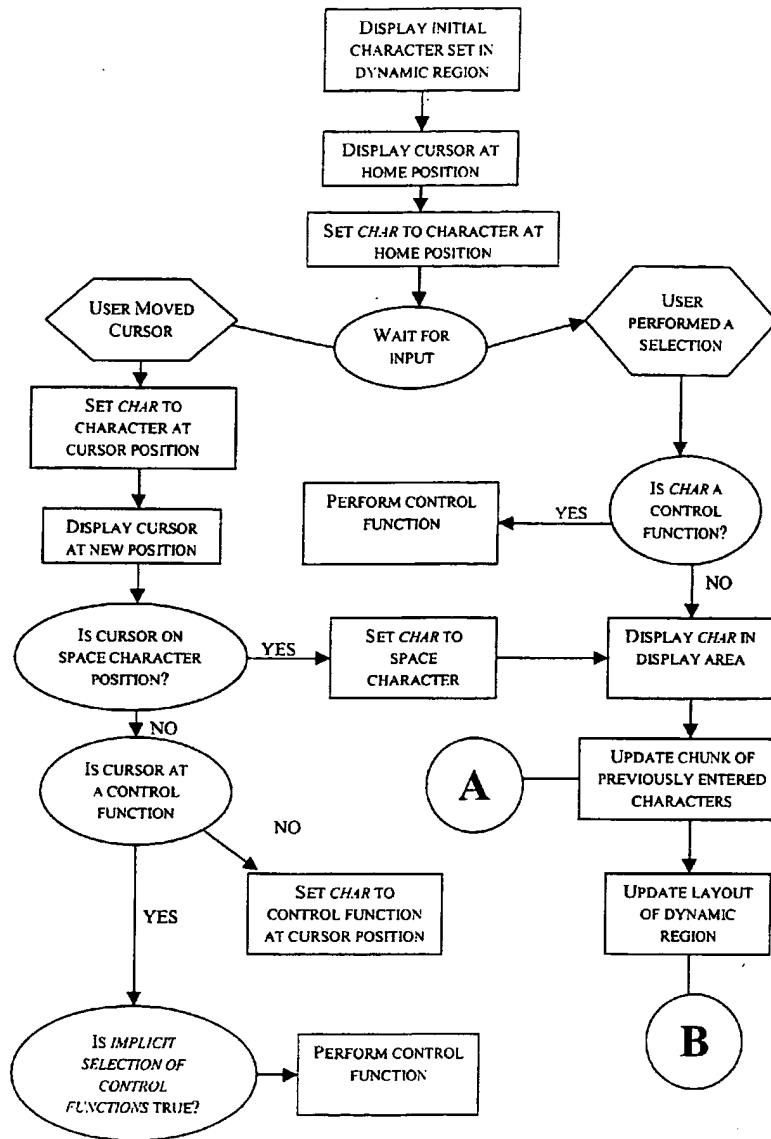 DISPLAY INITIAL
CHARACTER SET IN
DYNAMIC REGION
DISPLAY CURSOR AT
HOME POSITION
SET CHAR TO CHARACTER AT
HOME POSITION
USER MOVED
CURSOR
WAIT FOR
INPUT
USER
PERFORMED A
SELECTION
SET CHAR TO
CHARACTER AT
CURSOR POSITION
PERFORM CONTROL
FUNCTION
YES
IS CHAR A
CONTROL
FUNCTION?
DISPLAY CURSOR
AT NEW POSITION
NO
IS CURSOR ON
SPACE CHARACTER
POSITION?
YES
SET CHAR TO
SPACE
CHARACTER
DISPLAY CHAR IN
DISPLAY AREA
NO
IS CURSOR AT
A CONTROL
FUNCTION
A
UPDATE CHUNK OF
PREVIOUSLY ENTERED
CHARACTERS
NO
YES
SET CHAR TO
CONTROL FUNCTION
AT CURSOR POSITION
UPDATE LAYOUT
OF DYNAMIC
REGION
IS IMPLICIT
SELECTION OF
CONTROL
FUNCTIONS TRUE?
PERFORM CONTROL
FUNCTION
B